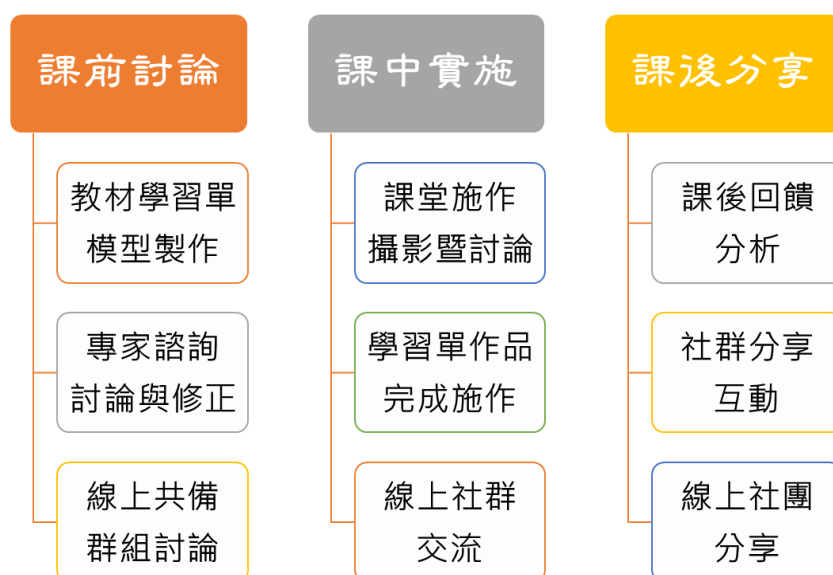 課前討論
教材學習單
模型製作
專家諮詢
討論與修正
線上共備
群組討論
課中實施
課堂施作
攝影暨討論
學習單作品
完成施作
線上社群
交流
課後分享
課後回饋
分析
社群分享
互動
線上社團
分享